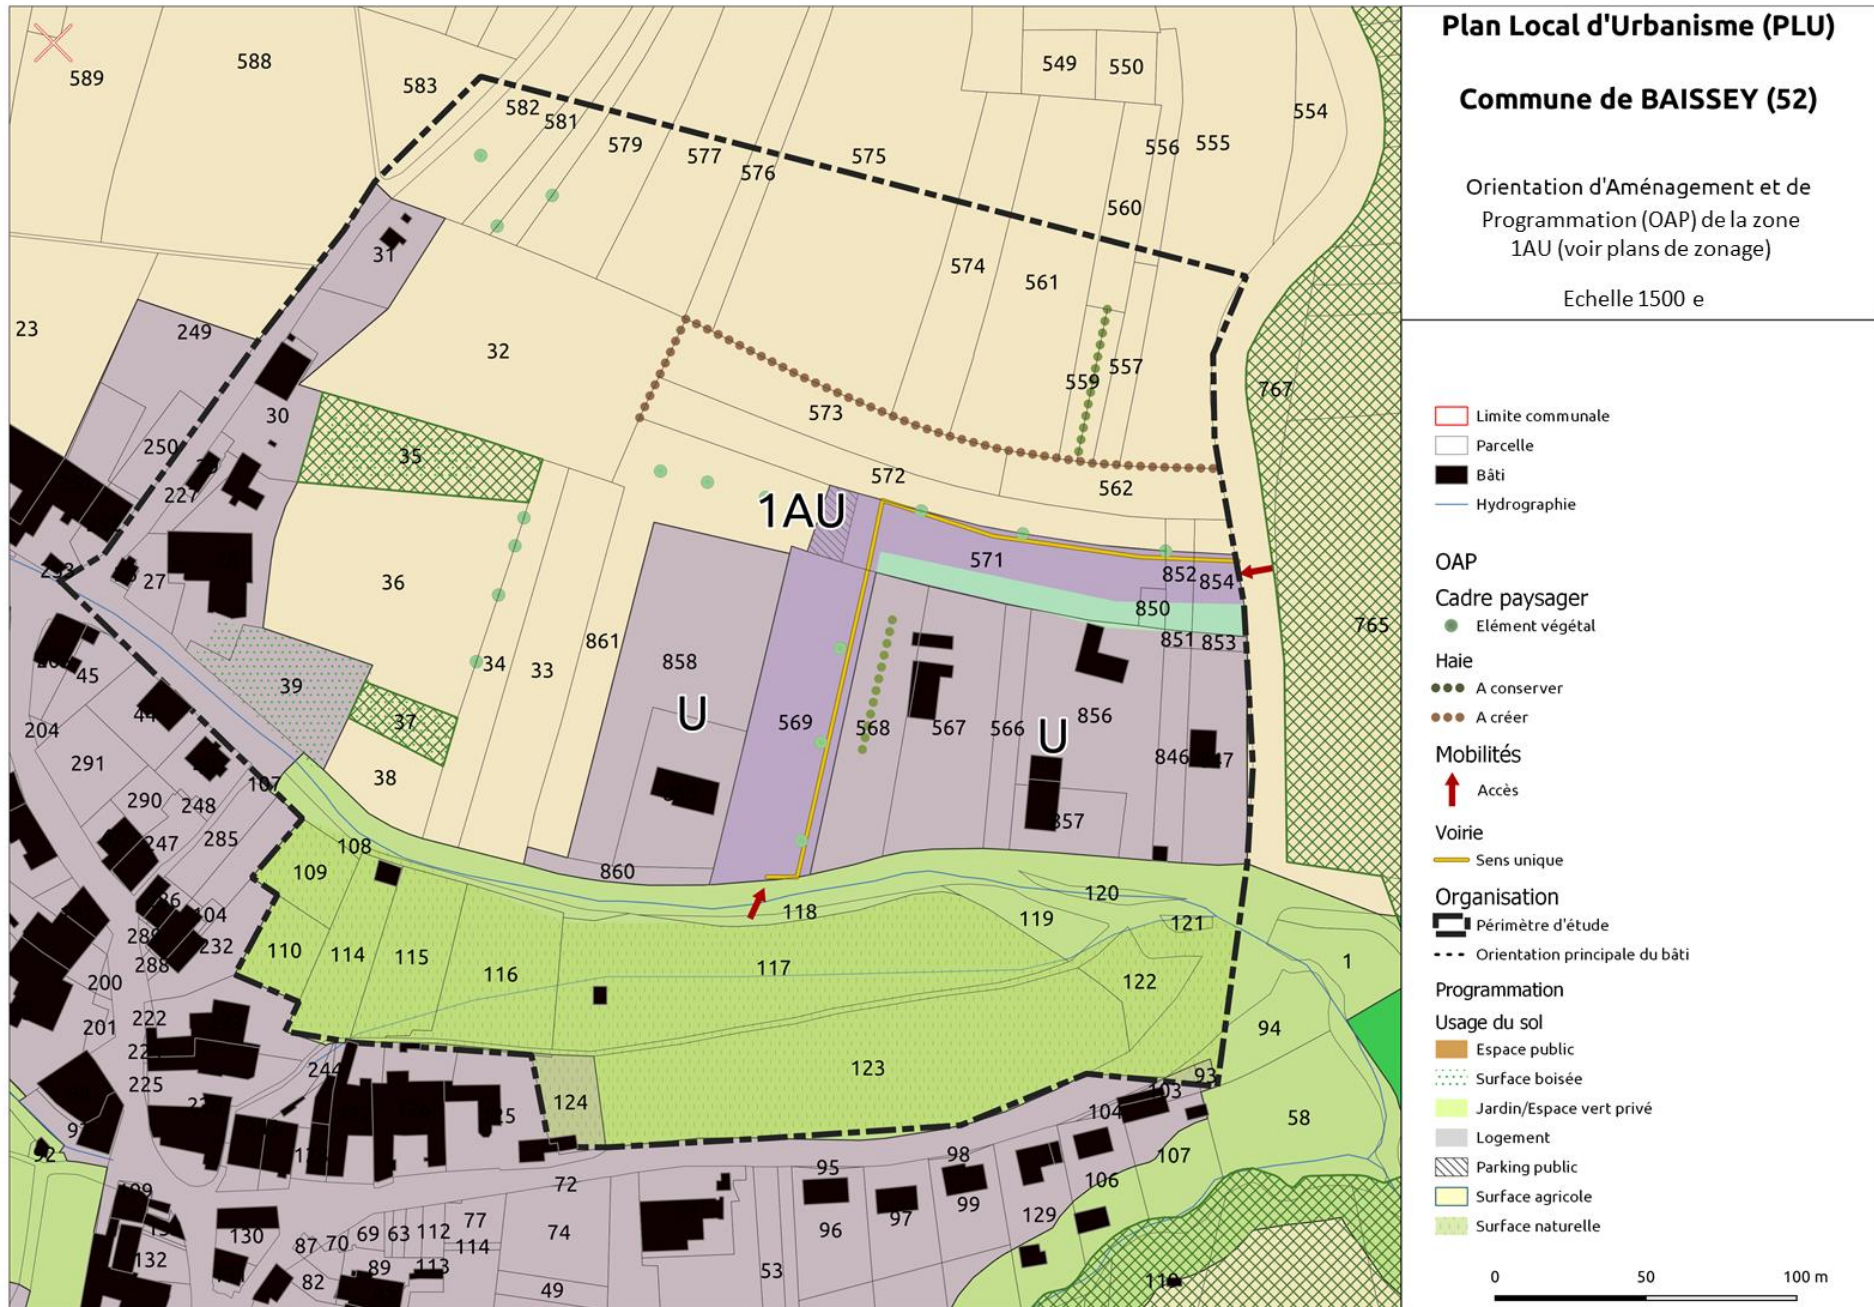 Plan Local d'Urbanisme (PLU)
Commune de BAISSEY (52)
Orientation d'Aménagement et de
Programmation (OAP) de la zone
1AU (voir plans de zonage)
Echelle 1500 e
Limite communale
Parcelle
Bâti
Hydrographie
OAP
Cadre paysager
Elément végétal
Haie
A conserver
A créer
Mobilités
Accès
Voirie
Sens unique
Organisation
Périmètre d'étude
Orientation principale du bâti
Programmation
Usage du sol
Espace public
Surface boisée
Jardin/Espace vert privé
Logement
Parking public
Surface agricole
Surface naturelle
0 50 100 m
589 588 583 549 550
582 581 554
579 577 576 575 556 555
560
31 574 561
23 249 32 557
559 767
30 573
250 35
227 572 562
1AU
571
27 36 852 854
850
861 851 853 765
45 39 34 33 858
204 37 U 569 568 567 566 U 856
291 38 846
107
290 248
247 285 857
108
109 860
120
118 119 121
110 114 115 116 117 122 1
232
288
200
222 201 94
244 123 93
225 124 103
104 58
98 107
95
72 106
99
96 97 129
130 87 70 69 63 112 77 74
114
132 89 113 53
82 49